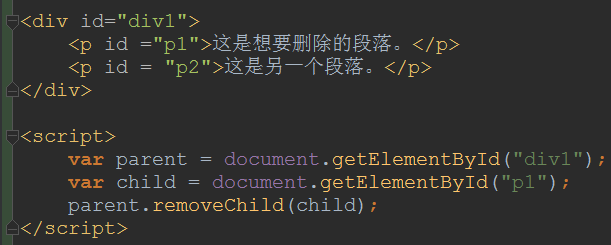 <div id="div1">
    <p id ="p1">这是想要删除的段落。</p>
    <p id = "p2">这是另一个段落。</p>
</div>
<script>
    var parent = document.getElementById("div1");
    var child = document.getElementById("p1");
    parent.removeChild(child);
</script>